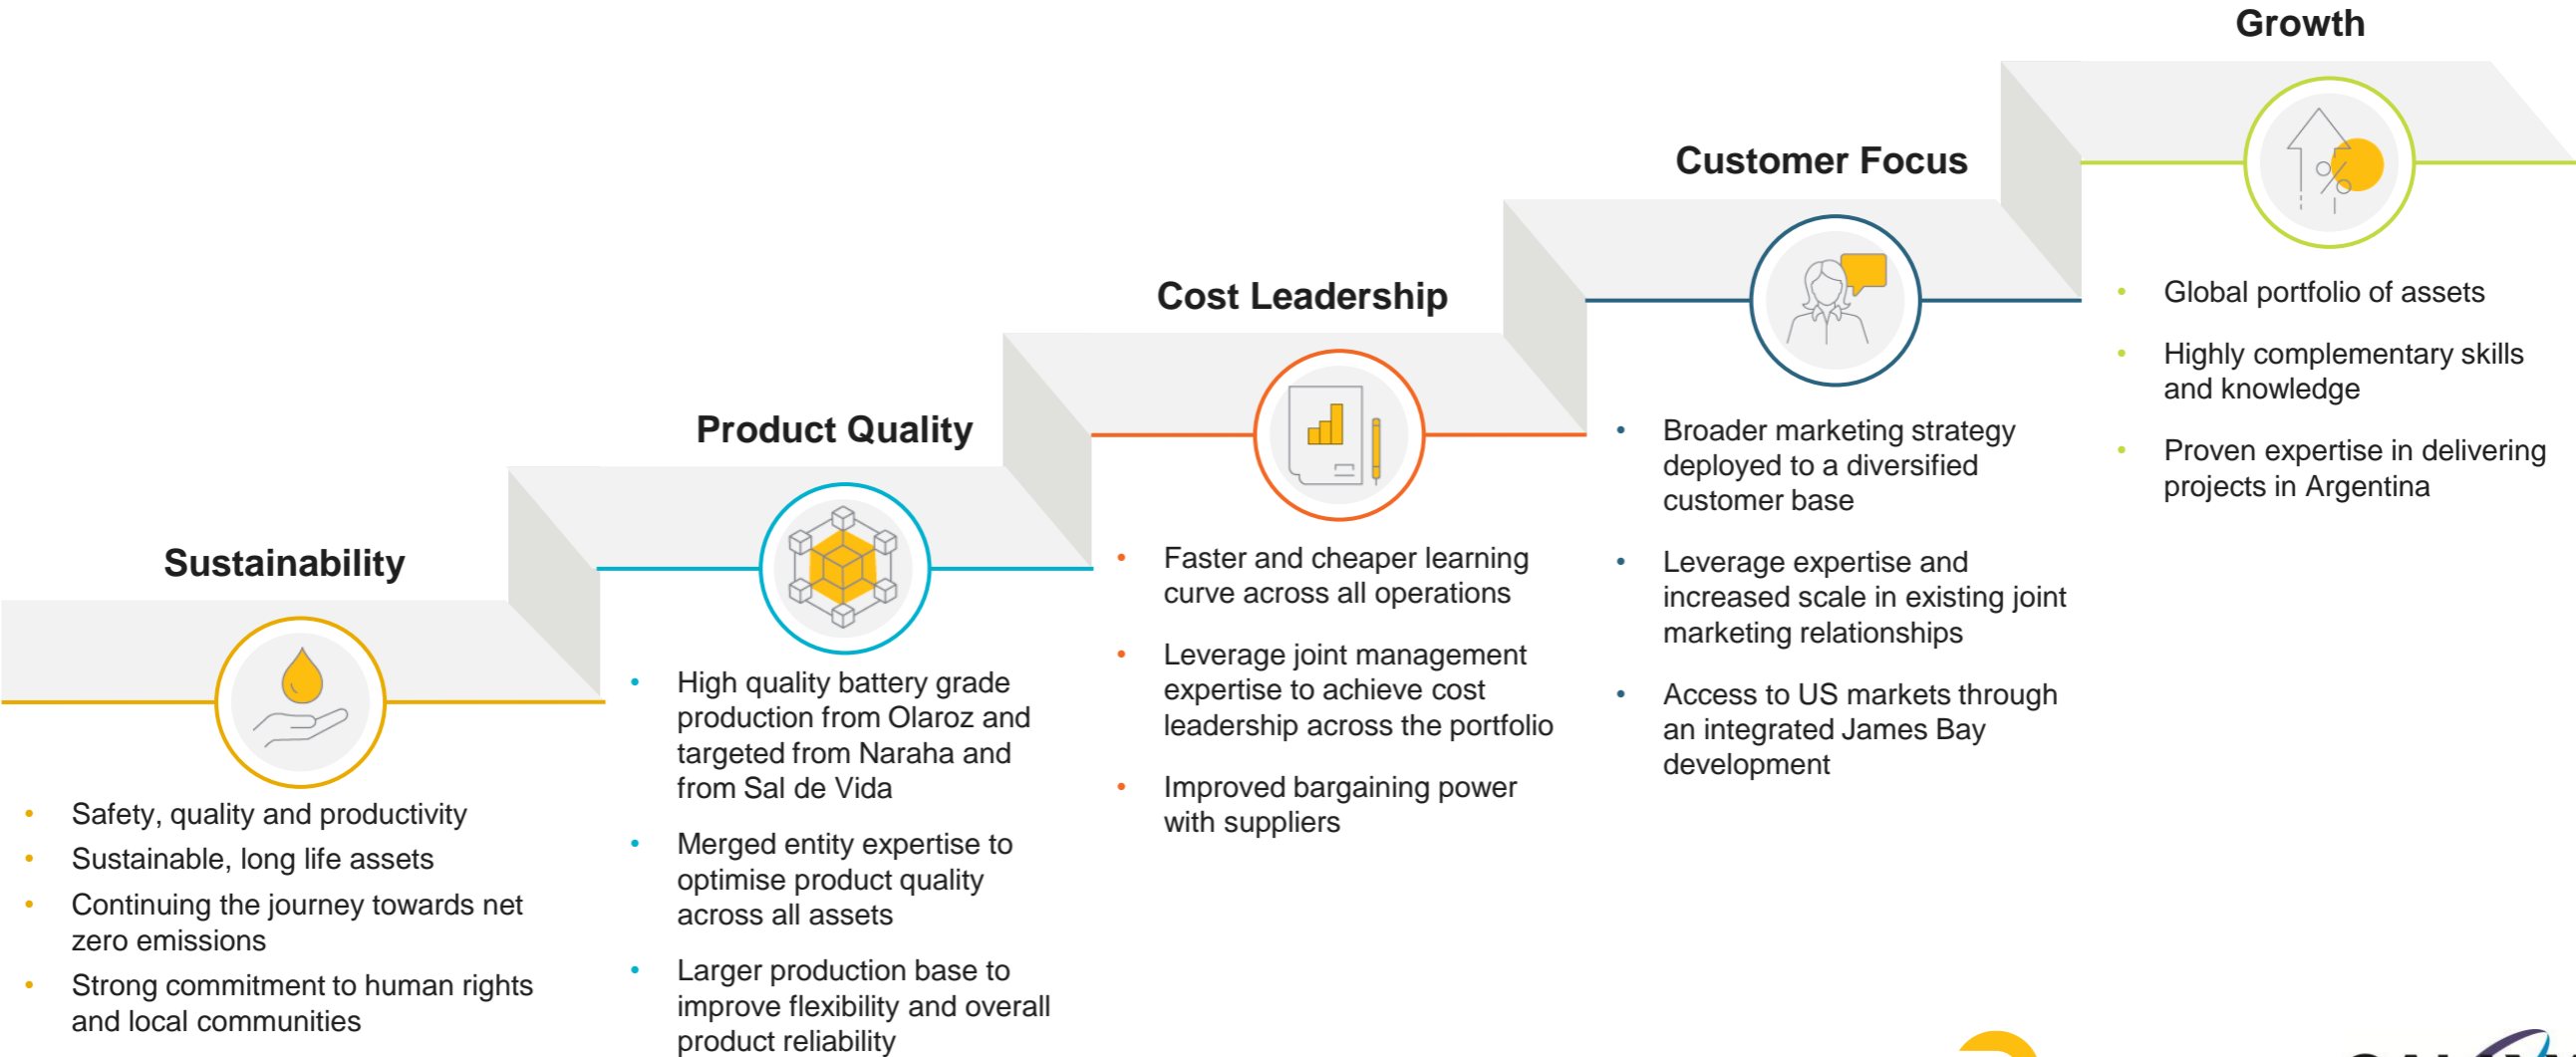 Growth
Customer Focus
Cost Leadership
Product Quality
Sustainability
• Safety, quality and productivity
• Sustainable, long life assets
• Continuing the journey towards net
zero emissions
• Strong commitment to human rights
and local communities
• High quality battery grade
production from Olaroz and
targeted from Naraha and
from Sal de Vida
• Merged entity expertise to
optimise product quality
across all assets
• Larger production base to
improve flexibility and overall
product reliability
• Faster and cheaper learning
curve across all operations
• Leverage joint management
expertise to achieve cost
leadership across the portfolio
• Improved bargaining power
with suppliers
• Broader marketing strategy
deployed to a diversified
customer base
• Leverage expertise and
increased scale in existing joint
marketing relationships
• Access to US markets through
an integrated James Bay
development
• Global portfolio of assets
• Highly complementary skills
and knowledge
• Proven expertise in delivering
projects in Argentina